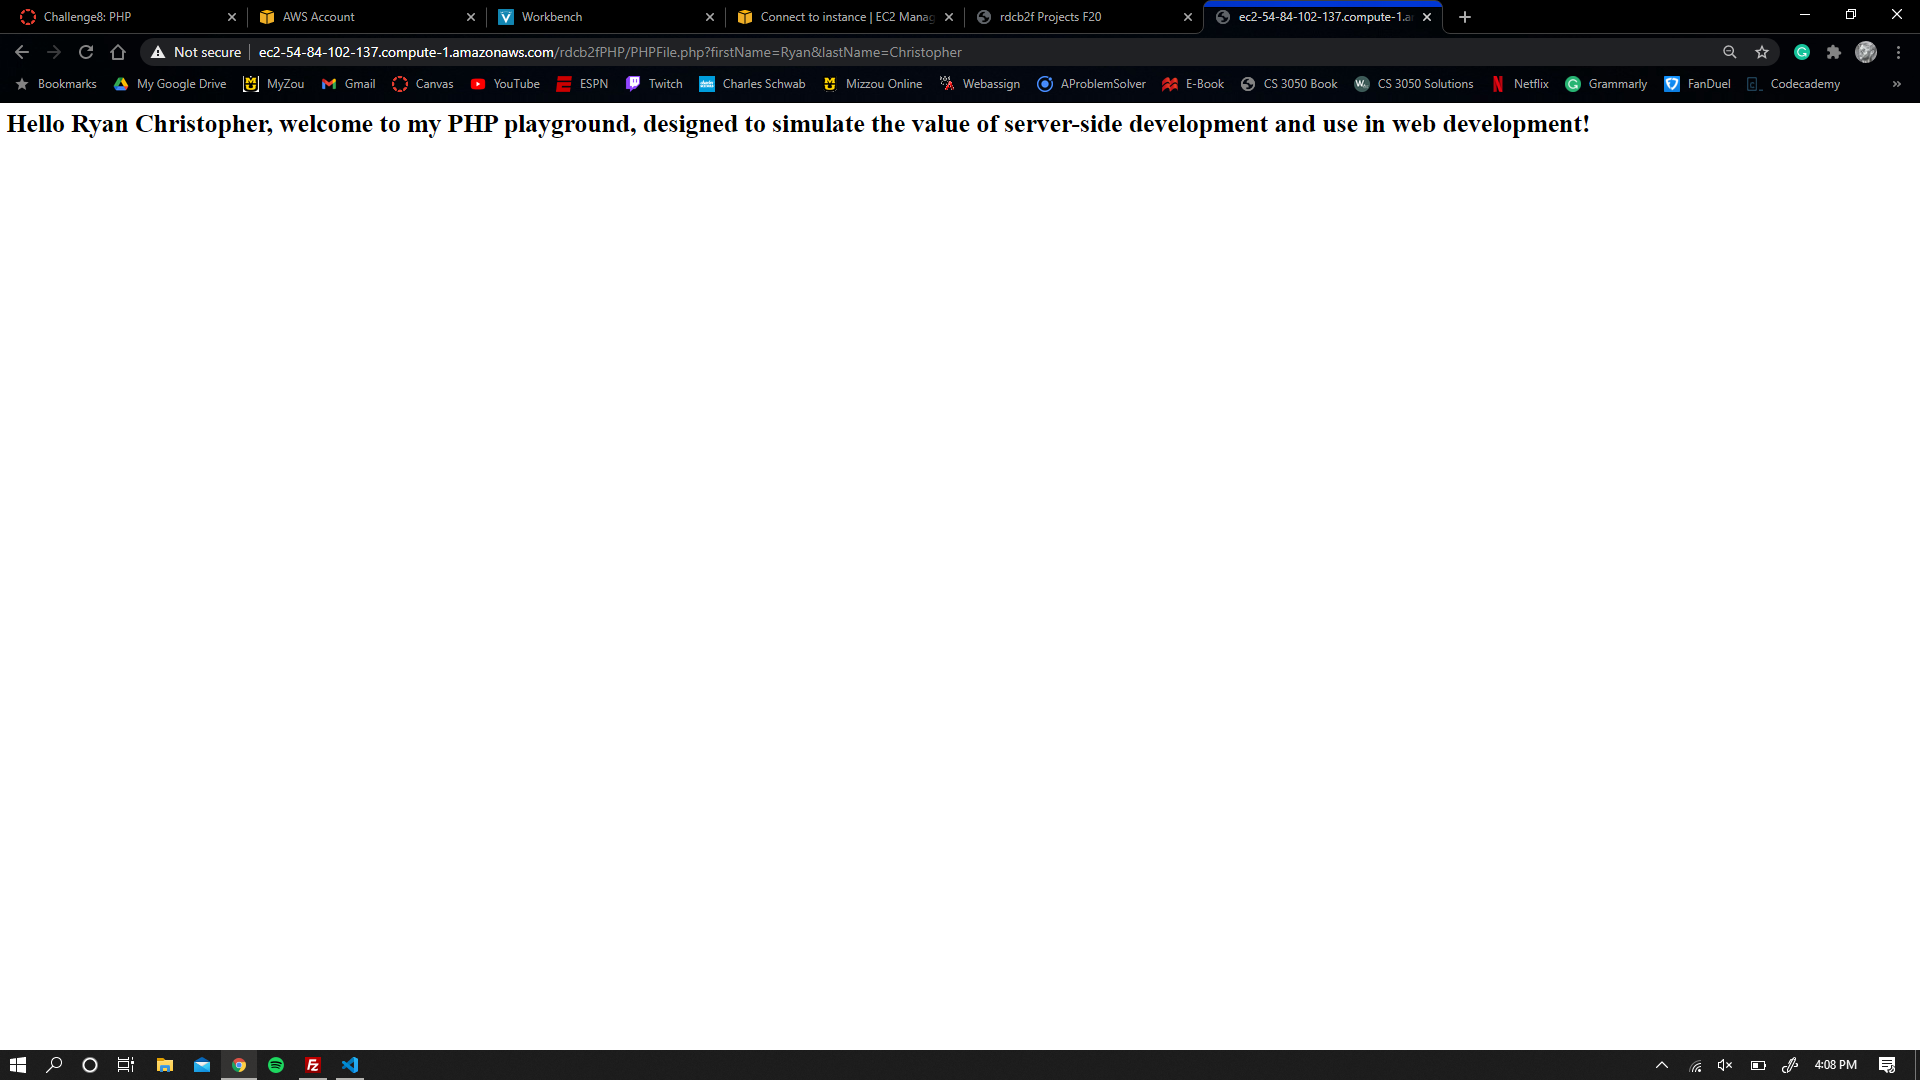 Challenge8: PHP
AWS Account
Workbench
Connect to instance | EC2 Manag
rdcb2f Projects F20
ec2-54-84-102-137.compute-1.a
Not secure
ec2-54-84-102-137.compute-1.amazonaws.com/rdcb2fPHP/PHPFile.php?firstName=Ryan&lastName=Christopher
Bookmarks
My Google Drive
MyZou
Gmail
Canvas
YouTube
ESPN
Twitch
Charles Schwab
Mizzou Online
Webassign
AProblemSolver
E-Book
CS 3050 Book
CS 3050 Solutions
Netflix
Grammarly
FanDuel
Codecademy
»
Hello Ryan Christopher, welcome to my PHP playground, designed to simulate the value of server-side development and use in web development!
4:08 PM